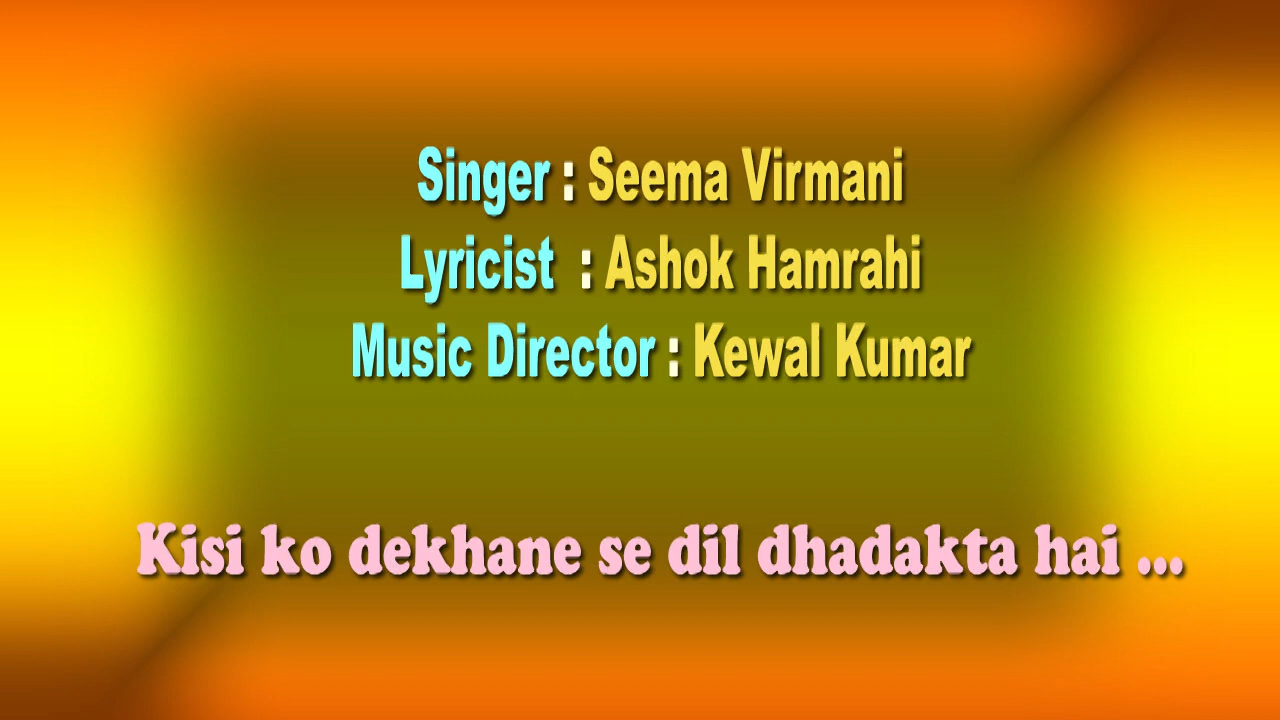 Singer : Seema Virmani
Lyricist : Ashok Hamrahi
Music Director : Kewal Kumar
Kisi ko dekhane se dil dhadakta hai ...